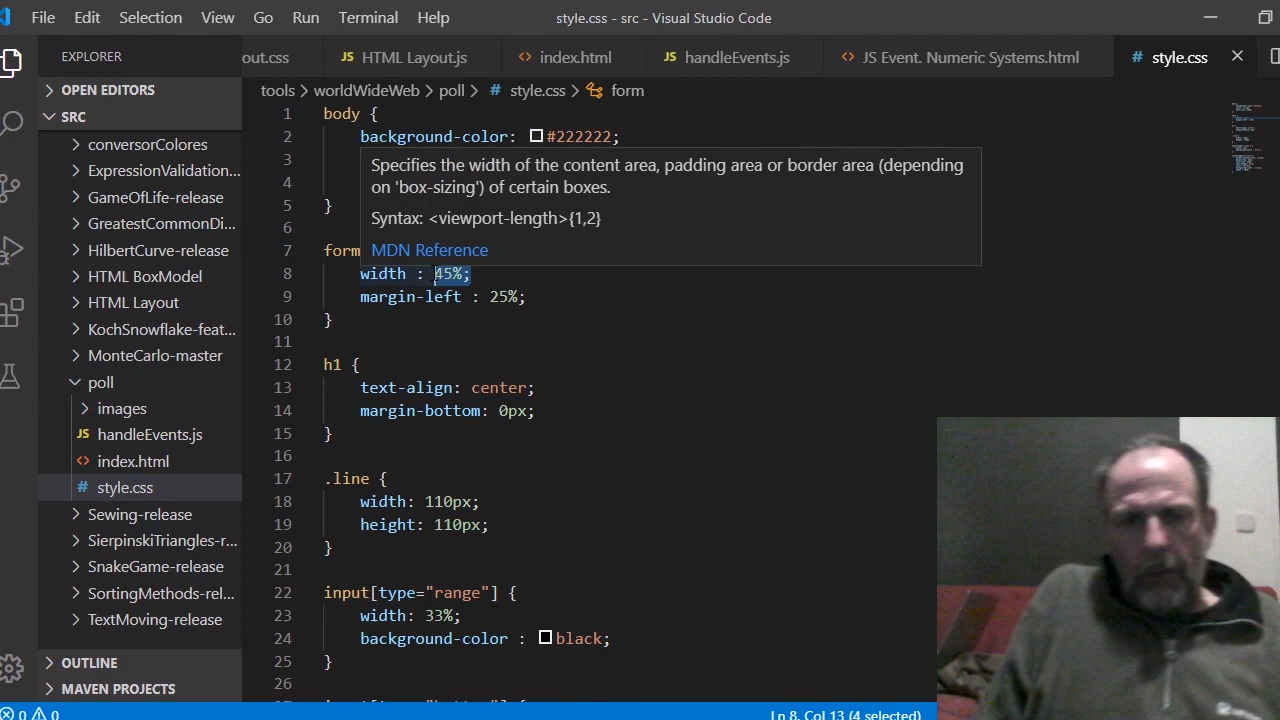 File Edit Selection View Go Run Terminal Help
style.css - src - Visual Studio Code
EXPLORER
out.css
JS HTML Layout.js
<> index.html
JS handleEvents.js
<> JS Event. Numeric Systems.html
# style.css
OPEN EDITORS
SRC
conversorColores
ExpressionValidation...
GameOfLife-release
GreatestCommonDi...
HilbertCurve-release
HTML BoxModel
HTML Layout
KochSnowflake-feat...
MonteCarlo-master
poll
images
JS handleEvents.js
<> index.html
# style.css
Sewing-release
SierpinskiTriangles-r...
SnakeGame-release
SortingMethods-rel...
TextMoving-release
OUTLINE
MAVEN PROJECTS
tools > worldWideWeb > poll > # style.css > form
1 body {
2 background-color: #222222;
3
4
5 }
6
7 form
Specifies the width of the content area, padding area or border area (depending
on 'box-sizing') of certain boxes.
Syntax: <viewport-length>{1,2}
MDN Reference
8 width : 45%;
9 margin-left : 25%;
10 }
11
12 h1 {
13 text-align: center;
14 margin-bottom: 0px;
15 }
16
17 .line {
18 width: 110px;
19 height: 110px;
20 }
21
22 input[type="range"] {
23 width: 33%;
24 background-color : black;
25 }
26
0 0
Ln 8, Col 13 (4 selected)